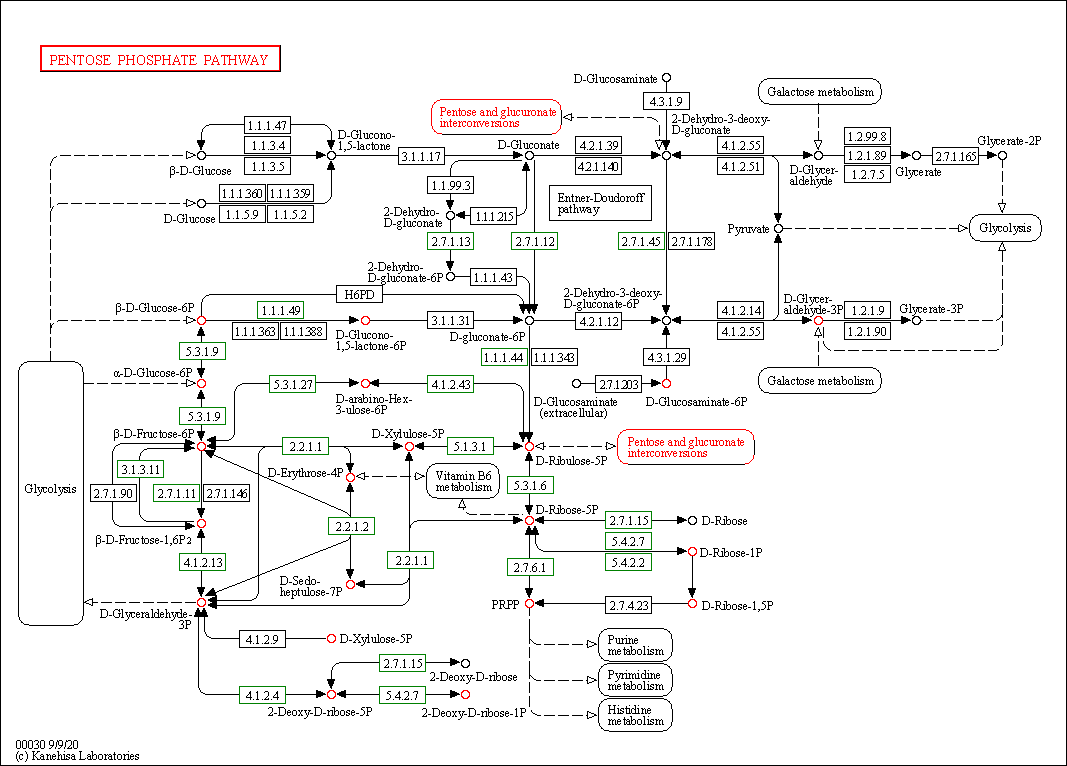 PENTOSE PHOSPHATE PATHWAY
D-Glucosaminate
4.3.1.9
Galactose metabolism
Pentose and glucuronate
interconversions
2-Dehydro-3-deoxy-
D-gluconate
1.1.1.47
D-Glucono-
1,5-lactone
1.1.3.4
1.1.3.5
β-D-Glucose
3.1.1.17
D-Gluconate
4.2.1.39
4.2.1.140
4.1.2.55
4.1.2.51
D-Glycer-
aldehyde
1.2.99.8
1.2.1.89
1.2.7.5
Glycerate
2.7.1.165
Glycerate-2P
1.1.1.360
1.1.1.359
1.1.5.9
1.1.5.2
D-Glucose
1.1.99.3
2-Dehydro-
D-gluconate
1.1.1.215
Entner-Doudoroff
pathway
2.7.1.13
2.7.1.12
2.7.1.45
2.7.1.178
Pyruvate
Glycolysis
2-Dehydro-
D-gluconate-6P
1.1.1.43
H6PD
β-D-Glucose-6P
1.1.1.49
1.1.1.363
1.1.1.388
D-Glucono-
1,5-lactone-6P
3.1.1.31
D-gluconate-6P
2-Dehydro-3-deoxy-
D-gluconate-6P
4.2.1.12
4.1.2.14
4.1.2.55
D-Glycer-
aldehyde-3P
1.2.1.9
1.2.1.90
Glycerate-3P
5.3.1.9
1.1.1.44
1.1.1.343
4.3.1.29
Galactose metabolism
α-D-Glucose-6P
5.3.1.27
D-arabino-Hex-
3-ulose-6P
4.1.2.43
2.7.1.203
D-Glucosaminate
(extracellular)
D-Glucosaminate-6P
5.3.1.9
β-D-Fructose-6P
2.2.1.1
D-Xylulose-5P
5.1.3.1
D-Ribulose-5P
Pentose and glucuronate
interconversions
3.1.3.11
D-Erythrose-4P
Vitamin B6
metabolism
5.3.1.6
Glycolysis
2.7.1.90
2.7.1.11
2.7.1.146
2.2.1.2
D-Ribose-5P
2.7.1.15
D-Ribose
β-D-Fructose-1,6P2
5.4.2.7
5.4.2.2
D-Ribose-1P
4.1.2.13
2.2.1.1
2.7.6.1
D-Sedo-
heptulose-7P
D-Glyceraldehyde-
3P
PRPP
2.7.4.23
D-Ribose-1,5P
4.1.2.9
D-Xylulose-5P
Purine
metabolism
2.7.1.15
2-Deoxy-D-ribose
Pyrimidine
metabolism
4.1.2.4
2-Deoxy-D-ribose-5P
5.4.2.7
2-Deoxy-D-ribose-1P
Histidine
metabolism
00030 9/9/20
(c) Kanehisa Laboratories